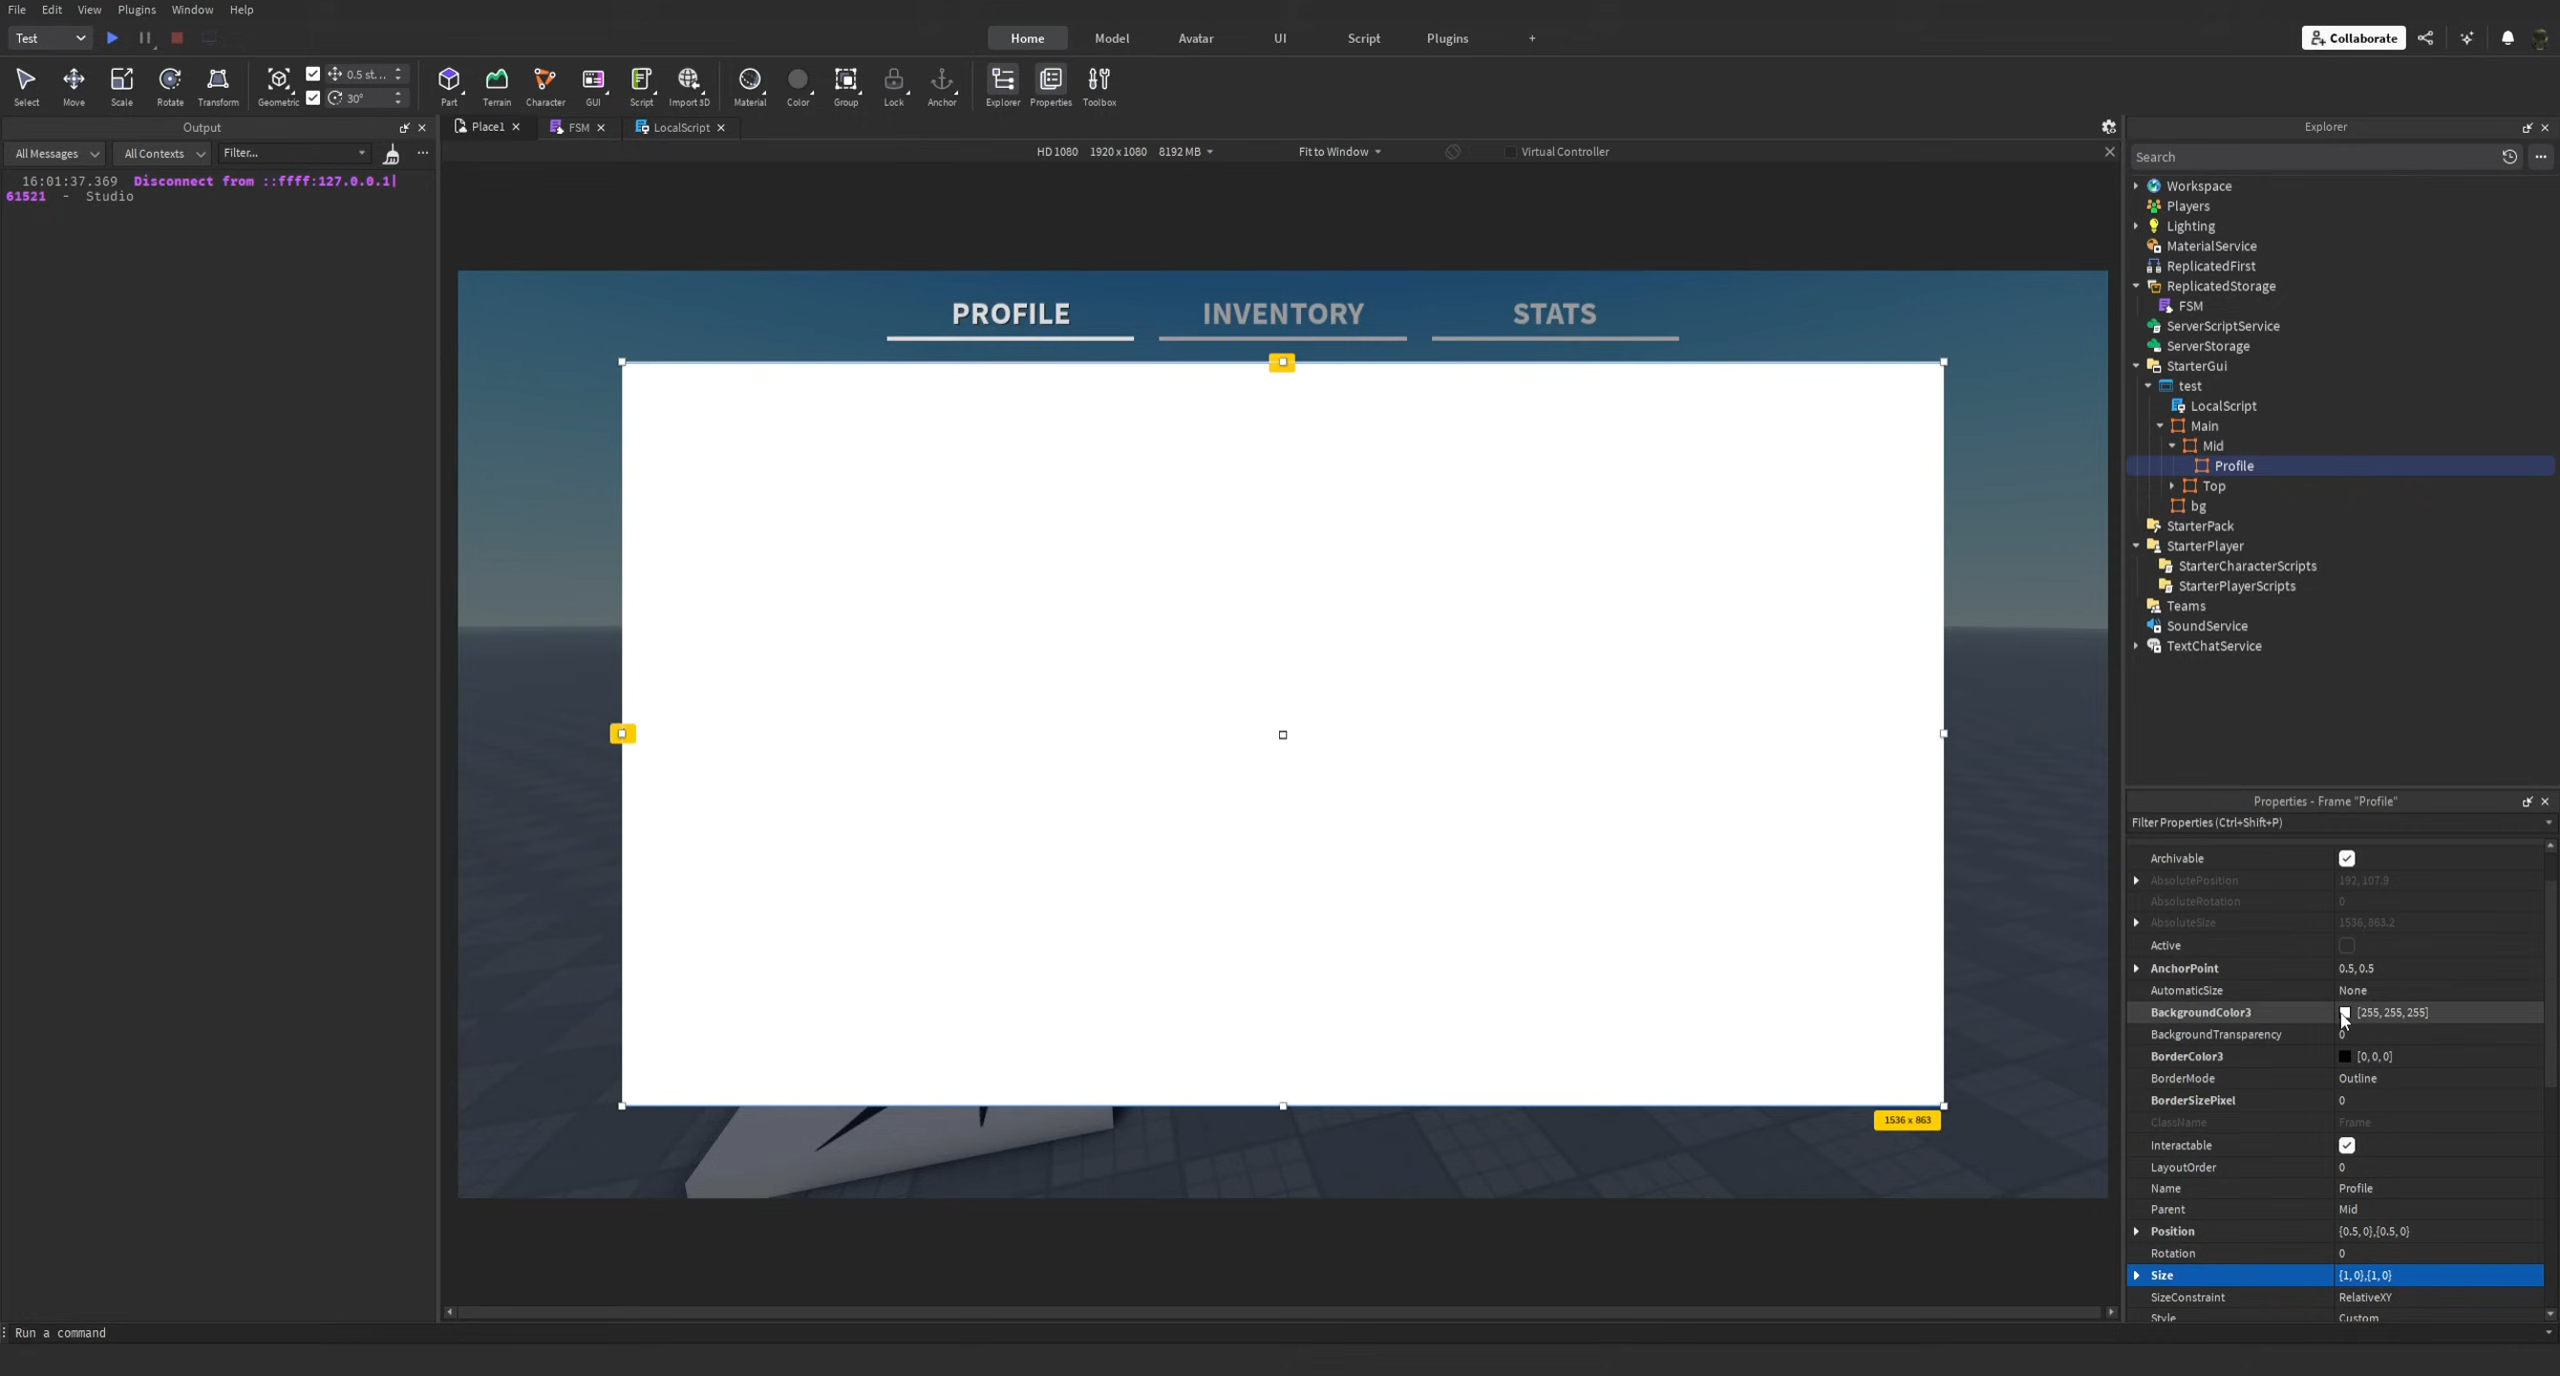 File Edit View Plugins Window Help
Test
Home Model Avatar UI Script Plugins +
Collaborate
Select Move Scale Rotate Transform Geometric 0.5 st... 30° Part Terrain Character GUI Script Import 3D Material Color Group Lock Anchor Explorer Properties Toolbox
Output
All Messages All Contexts Filter...
16:01:37.369 Disconnect from ::ffff:127.0.0.1|
61521 - Studio
Place1 FSM LocalScript
HD 1080 1920 x 1080 8192 MB Fit to Window Virtual Controller
PROFILE INVENTORY STATS
1536 x 863
Explorer
Search
Workspace
Players
Lighting
MaterialService
ReplicatedFirst
ReplicatedStorage
FSM
ServerScriptService
ServerStorage
StarterGui
test
LocalScript
Main
Mid
Profile
Top
bg
StarterPack
StarterPlayer
StarterCharacterScripts
StarterPlayerScripts
Teams
SoundService
TextChatService
Properties - Frame "Profile"
Filter Properties (Ctrl+Shift+P)
Archivable
AbsolutePosition 192, 107.9
AbsoluteRotation 0
AbsoluteSize 1536, 863.2
Active
AnchorPoint 0.5, 0.5
AutomaticSize None
BackgroundColor3 [255, 255, 255]
BackgroundTransparency 0
BorderColor3 [0, 0, 0]
BorderMode Outline
BorderSizePixel 0
ClassName Frame
Interactable
LayoutOrder 0
Name Profile
Parent Mid
Position {0.5, 0},{0.5, 0}
Rotation 0
Size {1, 0},{1, 0}
SizeConstraint RelativeXY
Style Custom
Run a command